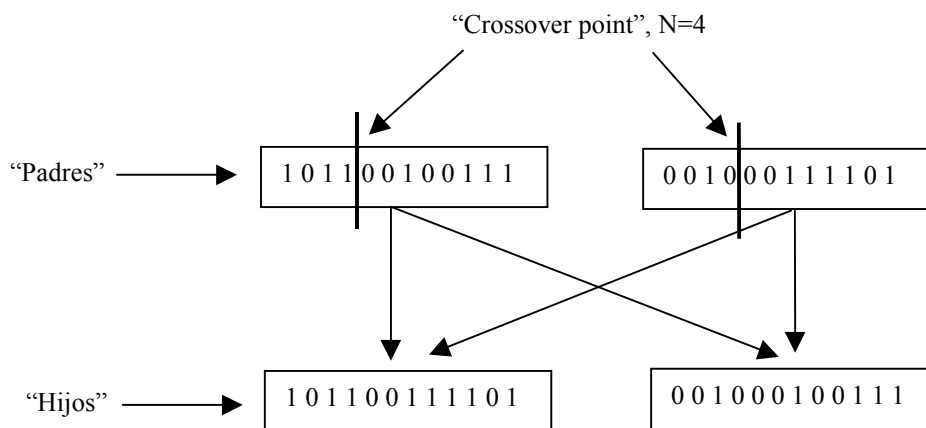 “Crossover point”, N=4
“Padres”
1 0 1 1 0 0 1 0 0 1 1 1
0 0 1 0 0 0 1 1 1 1 0 1
“Hijos”
1 0 1 1 0 0 1 1 1 1 0 1
0 0 1 0 0 0 1 0 0 1 1 1